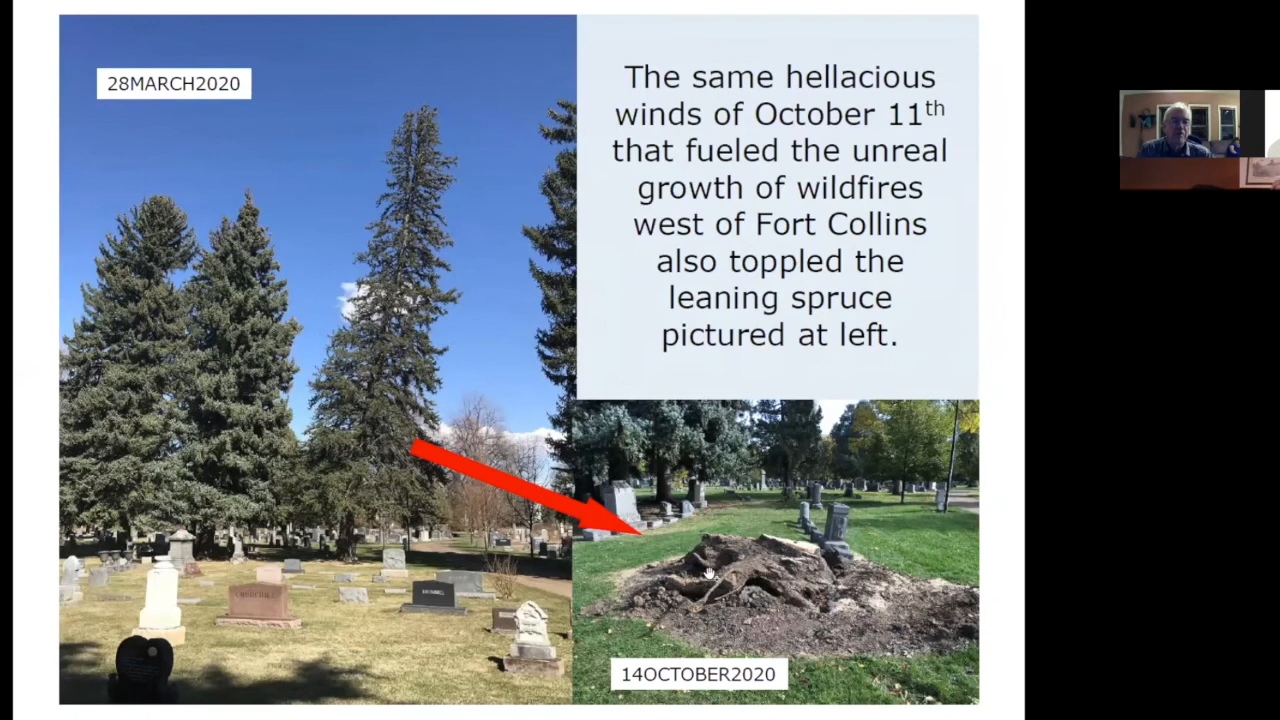 28MARCH2020
The same hellacious
winds of October 11th
that fueled the unreal
growth of wildfires
west of Fort Collins
also toppled the
leaning spruce
pictured at left.
CHURCHILL
14OCTOBER2020